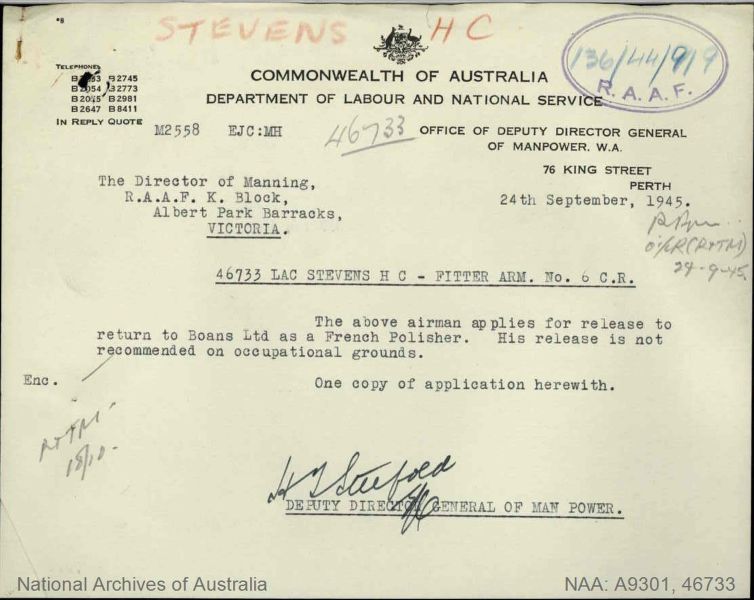 STEVENS H C
136/44/919
R.A.A.F.
TELEPHONES
B2745
B2054 B2773
B2981
B2647 B8411
IN REPLY QUOTE
COMMONWEALTH OF AUSTRALIA
DEPARTMENT OF LABOUR AND NATIONAL SERVICE
M2558 EJC:MH
46733
OFFICE OF DEPUTY DIRECTOR GENERAL
OF MANPOWER, W.A.
76 KING STREET
PERTH
24th September, 1945.
The Director of Manning,
R.A.A.F. K. Block,
Albert Park Barracks,
VICTORIA.
46733 LAC STEVENS H C - FITTER ARM. No. 6 C.R.
The above airman applies for release to
return to Boans Ltd as a French Polisher. His release is not
recommended on occupational grounds.
Enc.
One copy of application herewith.
18/10
DEPUTY DIRECTOR GENERAL OF MAN POWER.
National Archives of Australia
NAA: A9301, 46733